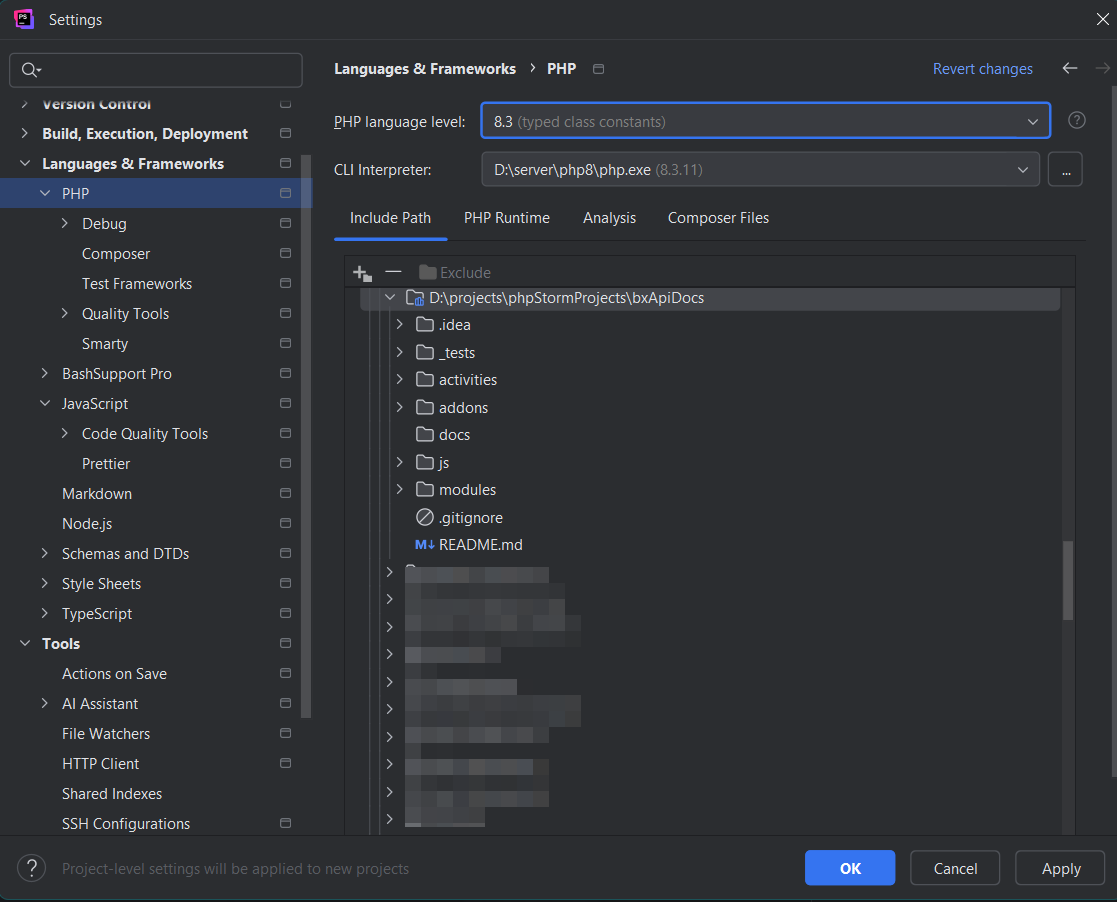 PS
Settings
Version Control
Build, Execution, Deployment
Languages & Frameworks
PHP
Debug
Composer
Test Frameworks
Quality Tools
Smarty
BashSupport Pro
JavaScript
Code Quality Tools
Prettier
Markdown
Node.js
Schemas and DTDs
Style Sheets
TypeScript
Tools
Actions on Save
AI Assistant
File Watchers
HTTP Client
Shared Indexes
SSH Configurations
Languages & Frameworks › PHP
Revert changes
PHP language level: 8.3 (typed class constants)
?
CLI Interpreter: D:\server\php8\php.exe (8.3.11)
...
Include Path PHP Runtime Analysis Composer Files
Exclude
D:\projects\phpStormProjects\bxApiDocs
.idea
_tests
activities
addons
docs
js
modules
.gitignore
M↓ README.md
? Project-level settings will be applied to new projects
OK Cancel Apply